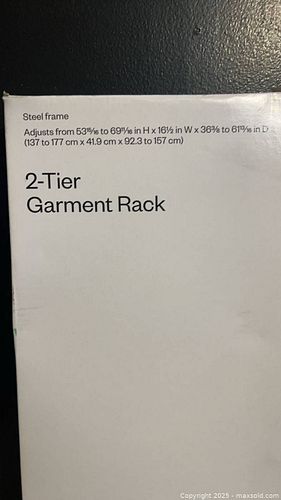 Steel frame
Adjusts from 53¹⁵⁄₁₆ to 69¹¹⁄₁₆ in H x 16½ in W x 36⅜ to 61¹³⁄₁₆ in D
(137 to 177 cm x 41.9 cm x 92.3 to 157 cm)
2-Tier
Garment Rack
Copyright 2025 - maxsold.com